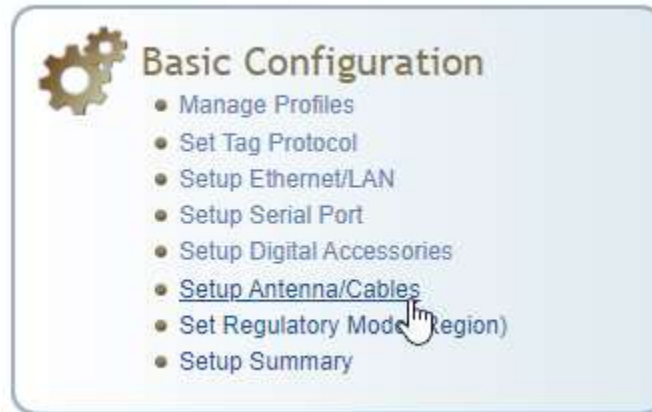 Basic Configuration
Manage Profiles
Set Tag Protocol
Setup Ethernet/LAN
Setup Serial Port
Setup Digital Accessories
Setup Antenna/Cables
Set Regulatory Mode Region)
Setup Summary